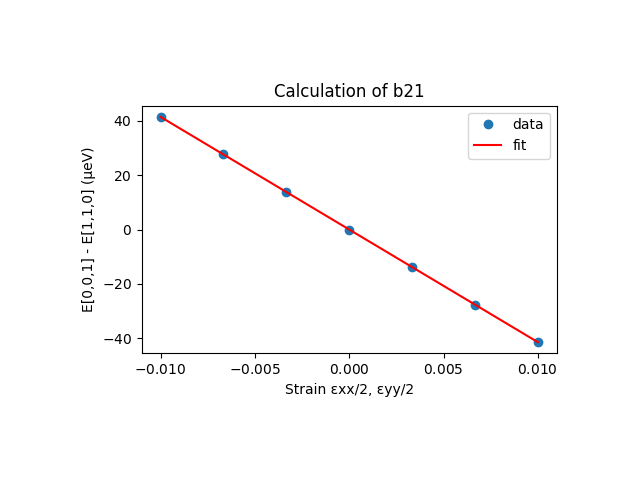 Calculation of b21
data
fit
E[0,0,1] - E[1,1,0] (µeV)
40
20
0
−20
−40
−0.010
−0.005
0.000
0.005
0.010
Strain εxx/2, εyy/2